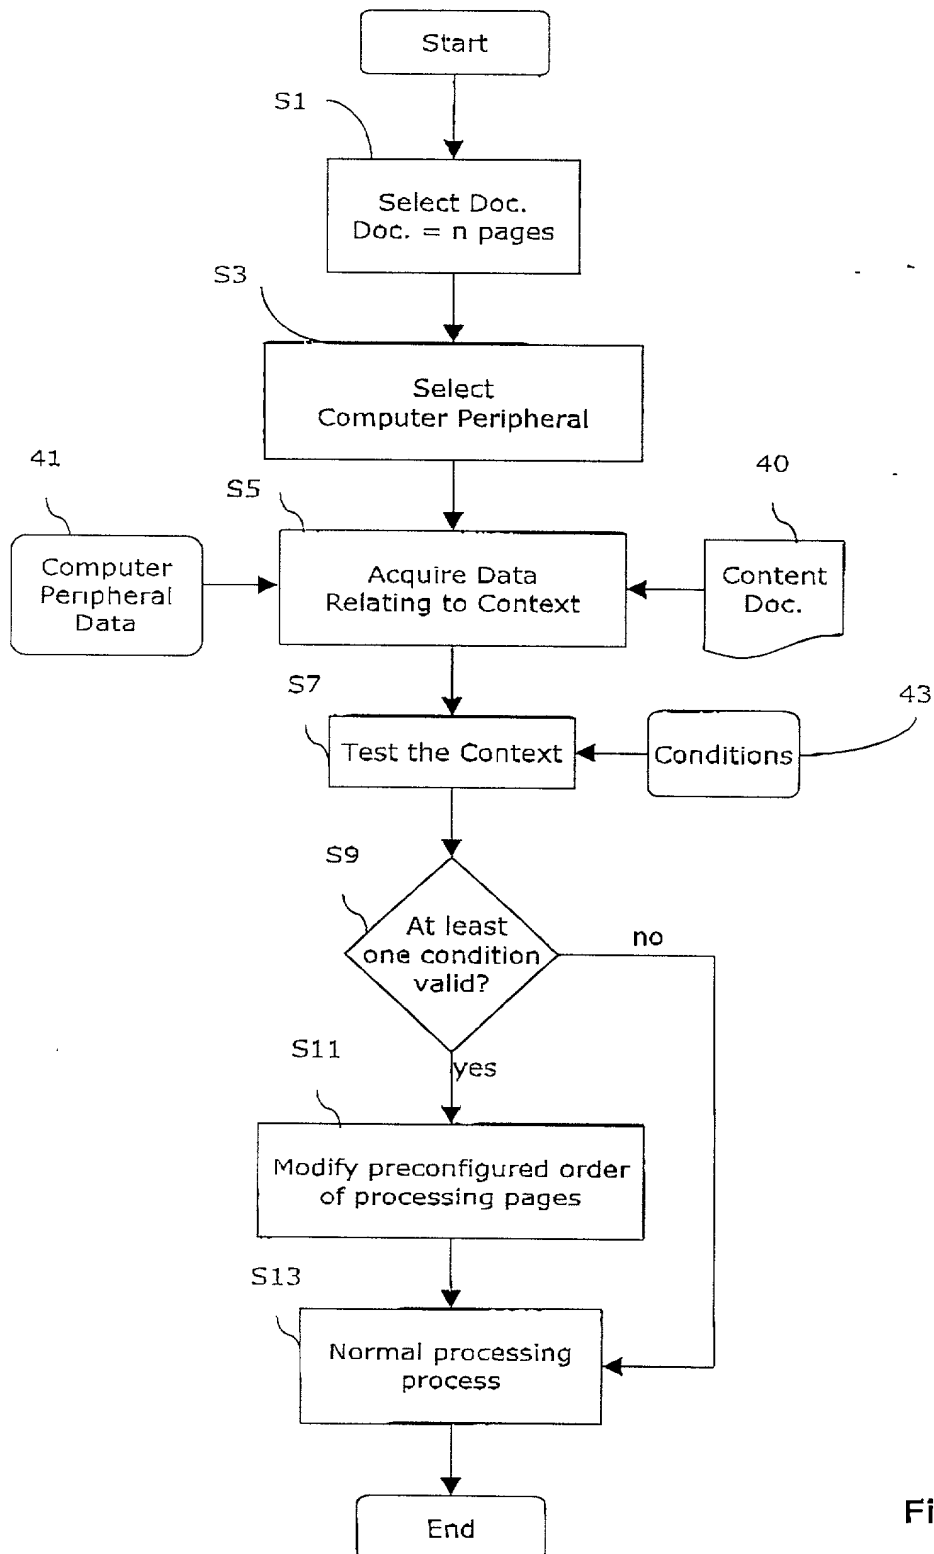 Start
S1
Select Doc.
Doc. = n pages
S3
Select
Computer Peripheral
41
Computer
Peripheral
Data
S5
Acquire Data
Relating to Context
40
Content
Doc.
S7
Test the Context
43
Conditions
S9
At least
one condition
valid?
no
yes
S11
Modify preconfigured order
of processing pages
S13
Normal processing
process
End
Fi